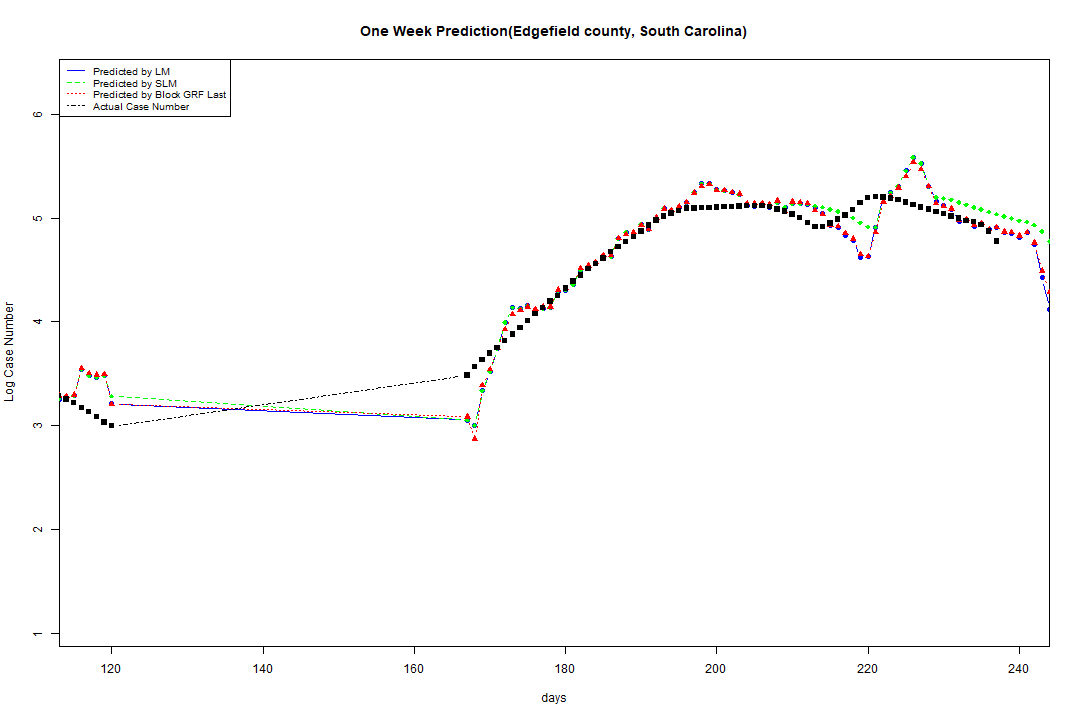 One Week Prediction(Edgefield county, South Carolina)
Predicted by LM
Predicted by SLM
Predicted by Block GRF Last
Actual Case Number
Log Case Number
6
5
4
3
2
1
120 140 160 180 200 220 240
days